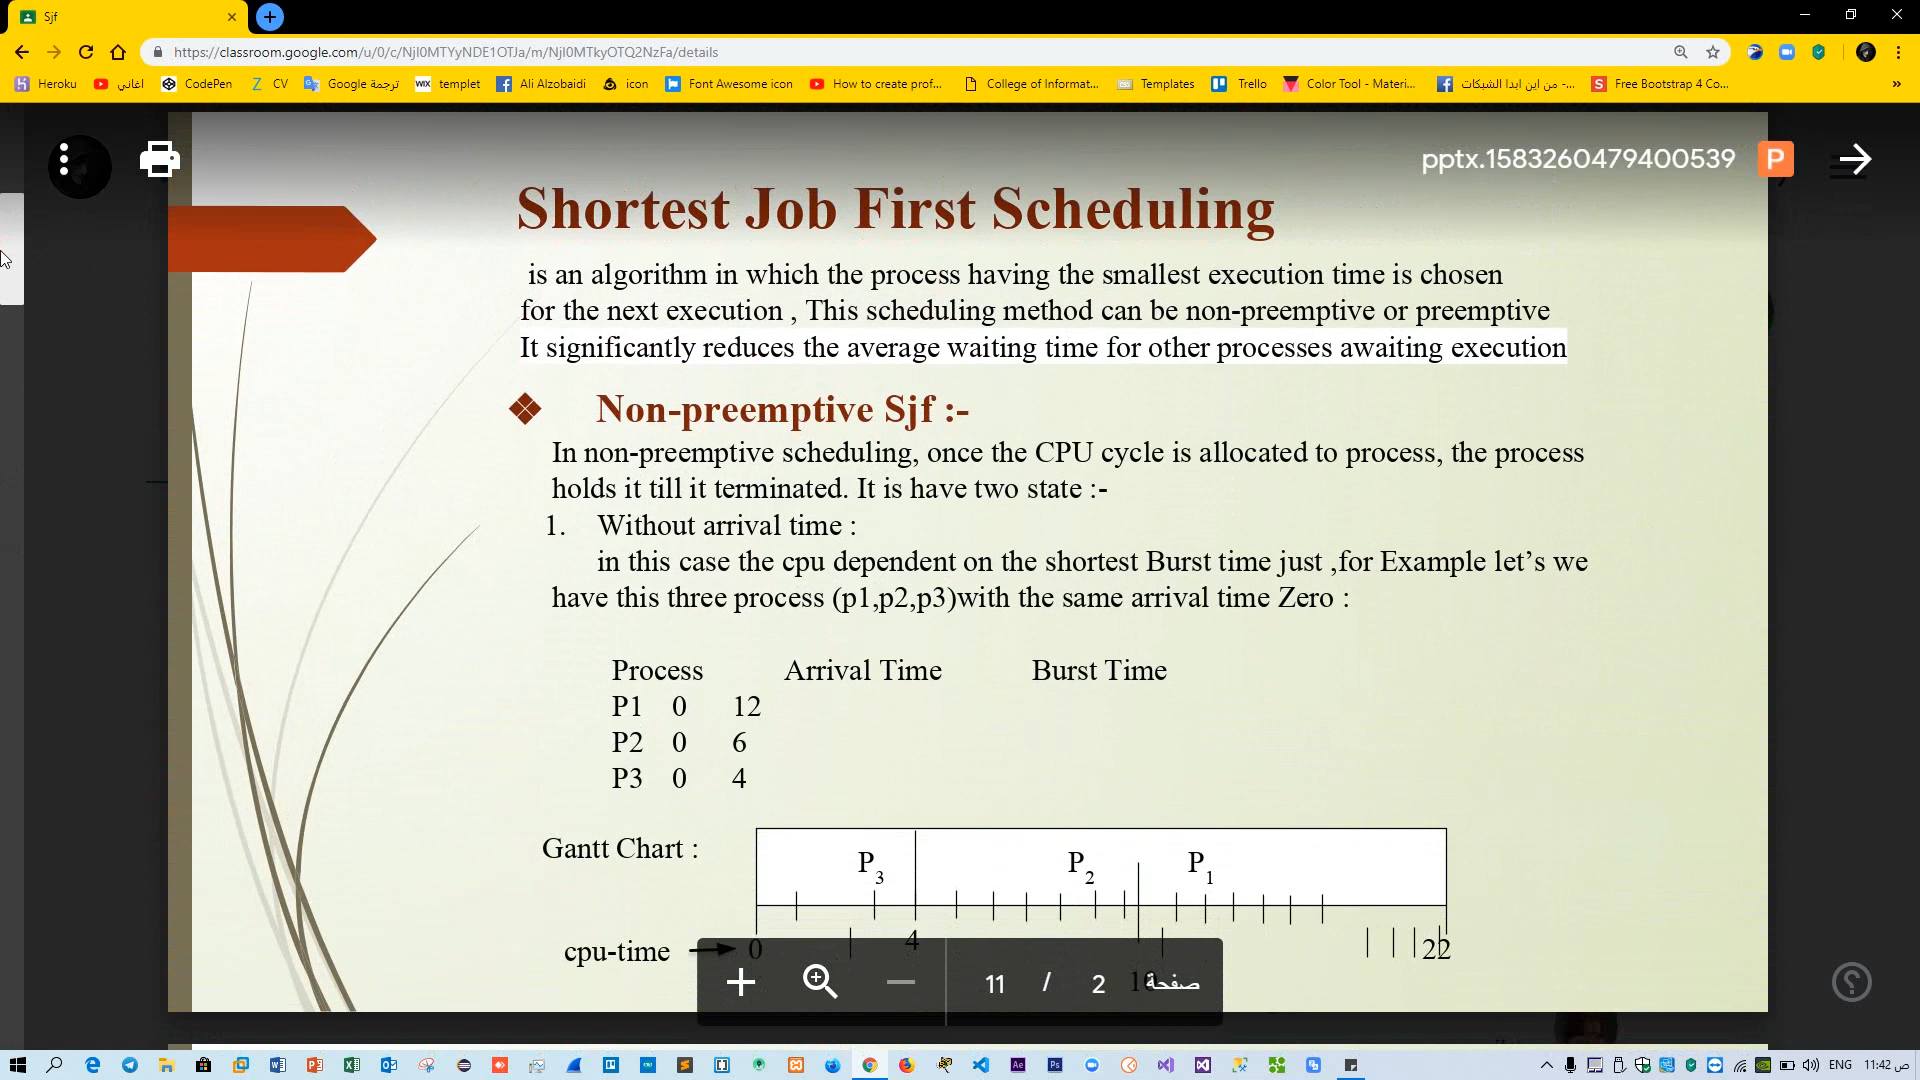 Sjf
https://classroom.google.com/u/0/c/NjI0MTYyNDE1OTJa/m/NjI0MTkyOTQ2NzFa/details
Heroku
اغاني
CodePen
CV
ترجمة Google
templet
Ali Alzobaidi
icon
Font Awesome icon
How to create prof...
College of Informat...
Templates
Trello
Color Tool - Materi...
من اين ابدا الشبكات -...
Free Bootstrap 4 Co...
pptx.1583260479400539
P
Shortest Job First Scheduling
is an algorithm in which the process having the smallest execution time is chosen
for the next execution , This scheduling method can be non-preemptive or preemptive
It significantly reduces the average waiting time for other processes awaiting execution
Non-preemptive Sjf :-
In non-preemptive scheduling, once the CPU cycle is allocated to process, the process
holds it till it terminated. It is have two state :-
1. Without arrival time :
in this case the cpu dependent on the shortest Burst time just ,for Example let’s we
have this three process (p1,p2,p3)with the same arrival time Zero :
Process Arrival Time Burst Time
P1 0 12
P2 0 6
P3 0 4
Gantt Chart :
P3 P2 P1
cpu-time 0 4 22
11 / 2 صفحة
ENG
11:42 ص